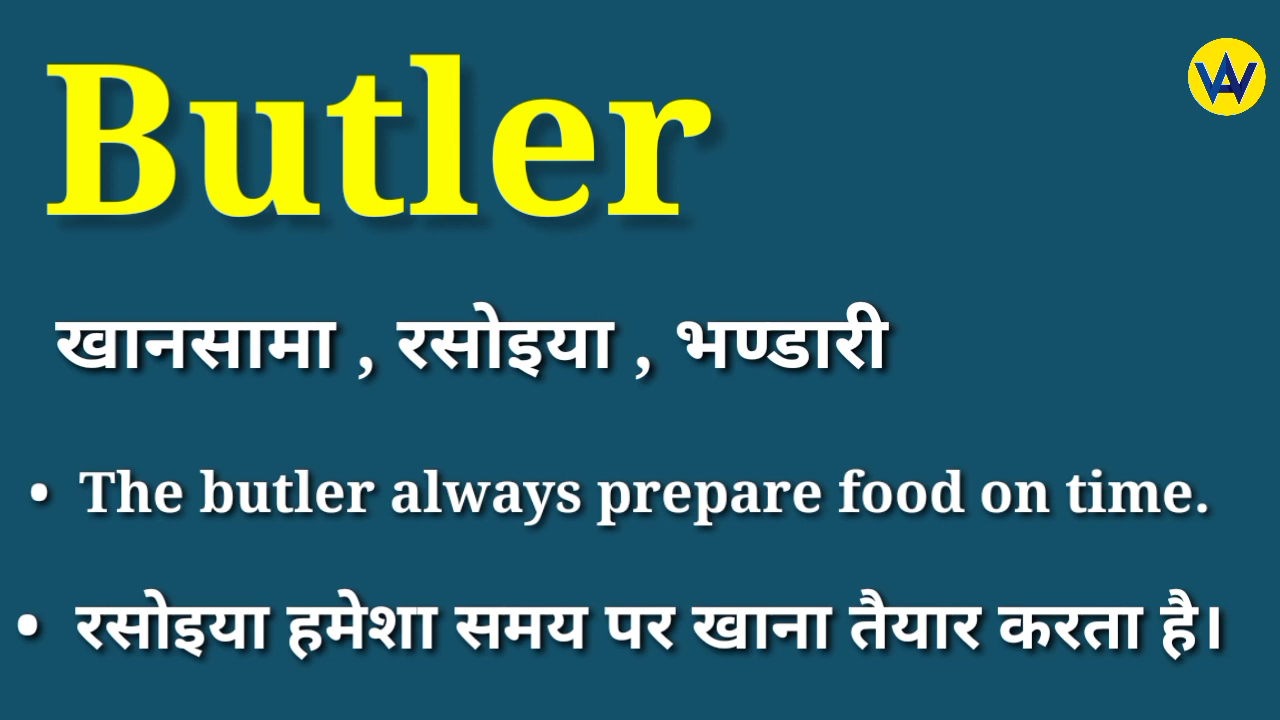 Butler
खानसामा , रसोइया , भण्डारी
• The butler always prepare food on time.
• रसोइया हमेशा समय पर खाना तैयार करता है।